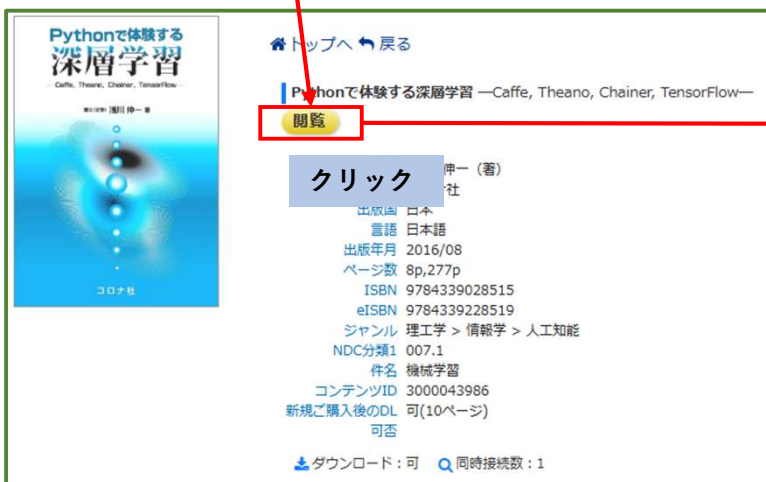 Pythonで体験する
深層学習
Caffe, Theano, Chainer, TensorFlow
浅川 伸一 著
コロナ社
トップへ 戻る
Pythonで体験する深層学習 ―Caffe, Theano, Chainer, TensorFlow―
閲覧
クリック
伸一（著）
社
出版国 日本
言語 日本語
出版年月 2016/08
ページ数 8p,277p
ISBN 9784339028515
eISBN 9784339228519
ジャンル 理工学 > 情報学 > 人工知能
NDC分類1 007.1
件名 機械学習
コンテンツID 3000043986
新規ご購入後のDL 可(10ページ)
可否
ダウンロード：可 同時接続数：1